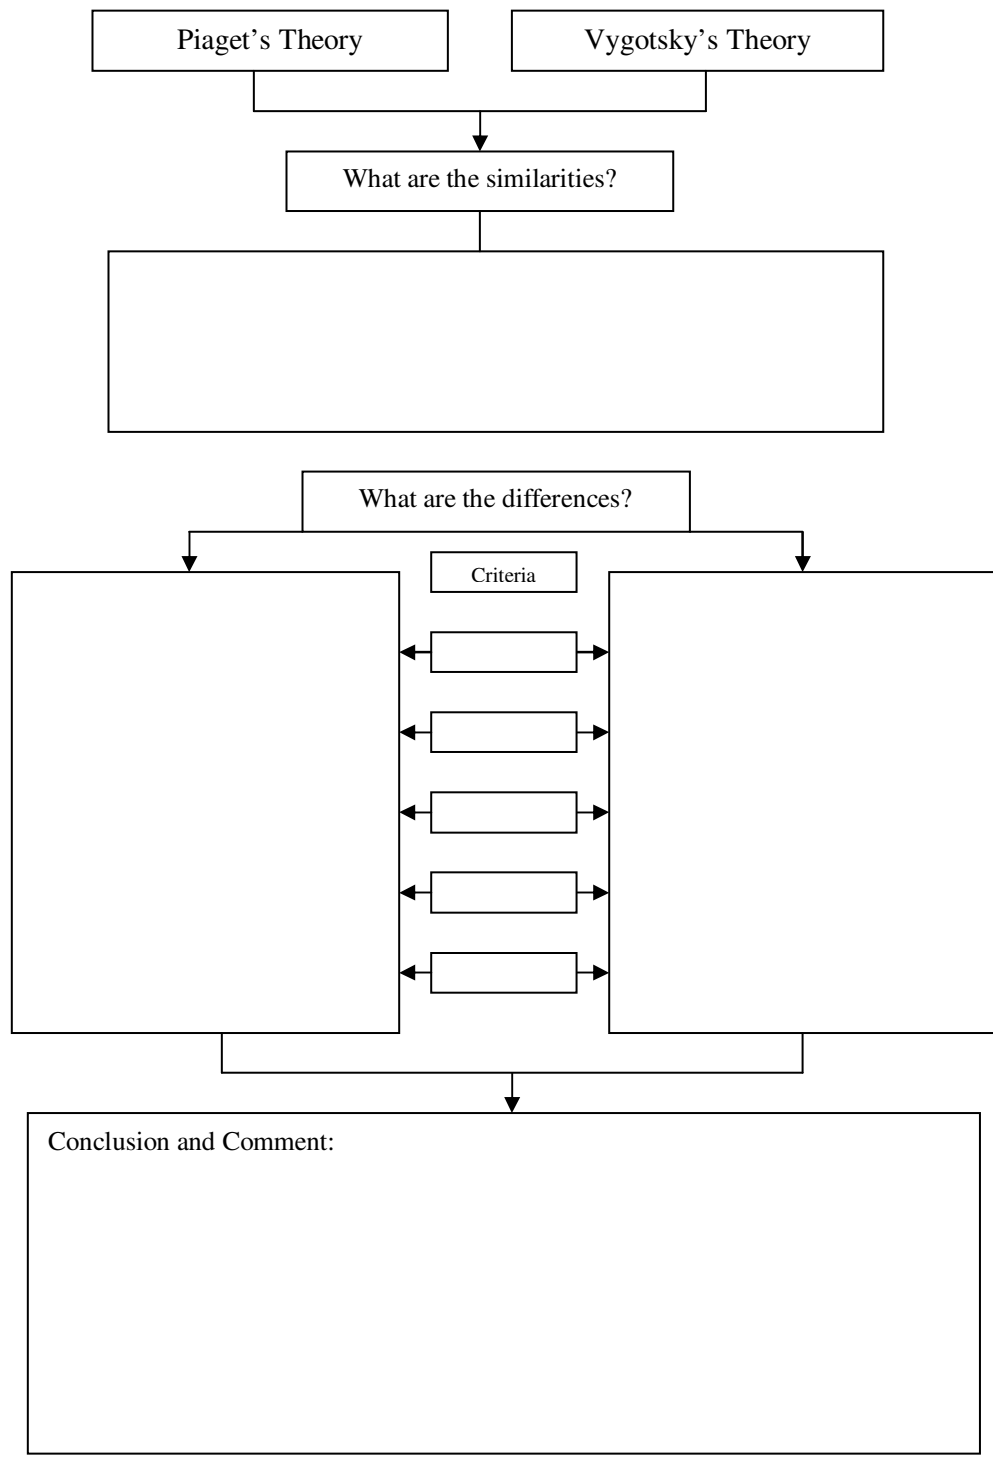 Piaget's Theory
Vygotsky's Theory
What are the similarities?
What are the differences?
Criteria
Conclusion and Comment: